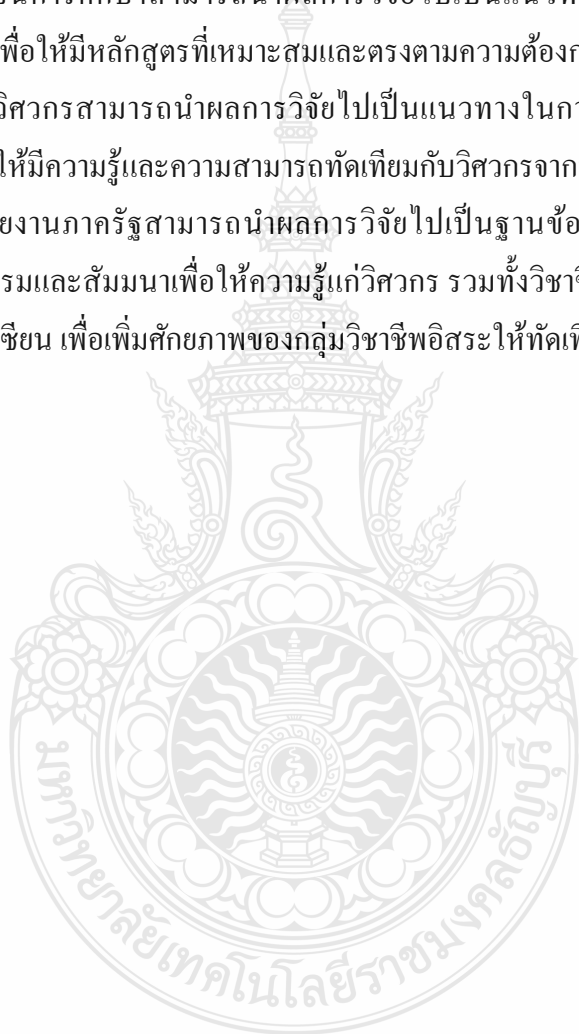 พื่อให้มีหลักสูตรที่เหมาะสมและตรงตามความต้องก
วิศวกรสามารถนำผลการวิจัยไปเป็นแนวทางในกา
ให้มีความรู้และความสามารถทัดเทียมกับวิศวกรจาก
ยงานภาครัฐสามารถนำผลการวิจัยไปเป็นฐานข้อ
รมและสัมมนาเพื่อให้ความรู้แก่วิศวกร รวมทั้งวิชาชี
ซียน เพื่อเพิ่มศักยภาพของกลุ่มวิชาชีพอิสระให้ทัดเที
มหาวิทยาลัยเทคโนโลยีราชมงคลธัญบุรี